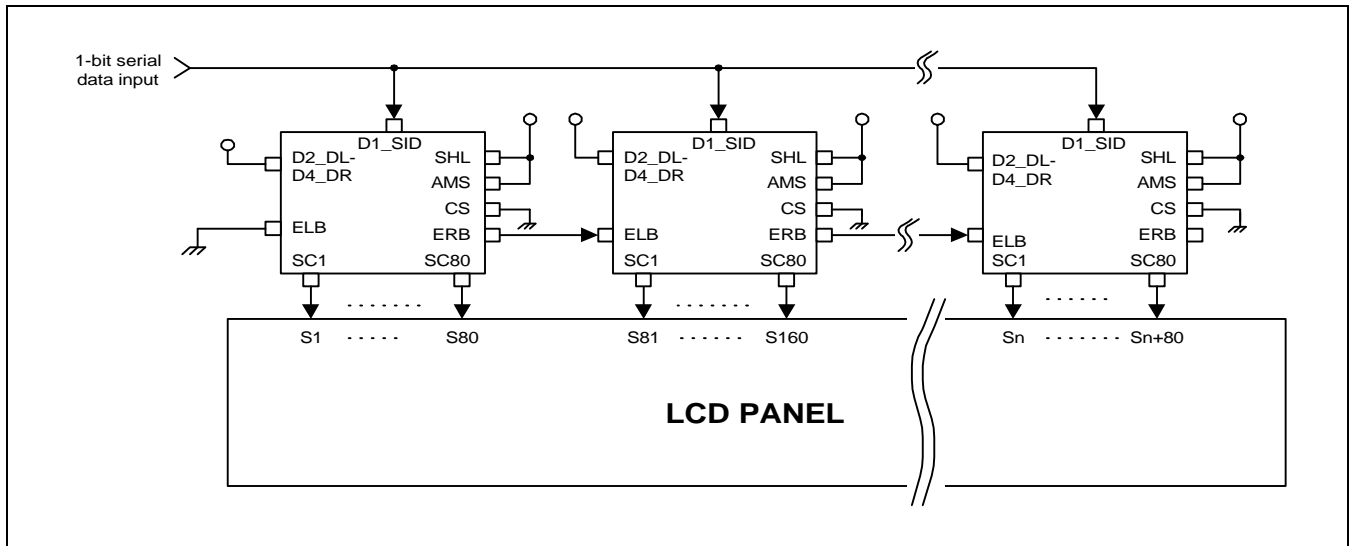 1-bit serial
data input
D1_SID
D2_DL-
D4_DR
SHL
AMS
CS
ELB
ERB
SC1
SC80
D1_SID
D2_DL-
D4_DR
SHL
AMS
CS
ELB
ERB
SC1
SC80
D1_SID
D2_DL-
D4_DR
SHL
AMS
CS
ELB
ERB
SC1
SC80
S1 ..... S80
S81 ...... S160
Sn ....... Sn+80
LCD PANEL